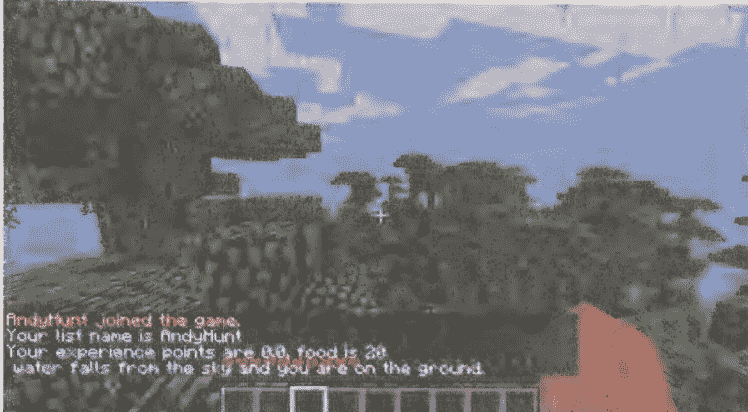 AndyHunt joined the game.
Your list name is AndyHunt
Your experience points are 0.0, food is 20
water falls from the sky and you are on the ground.